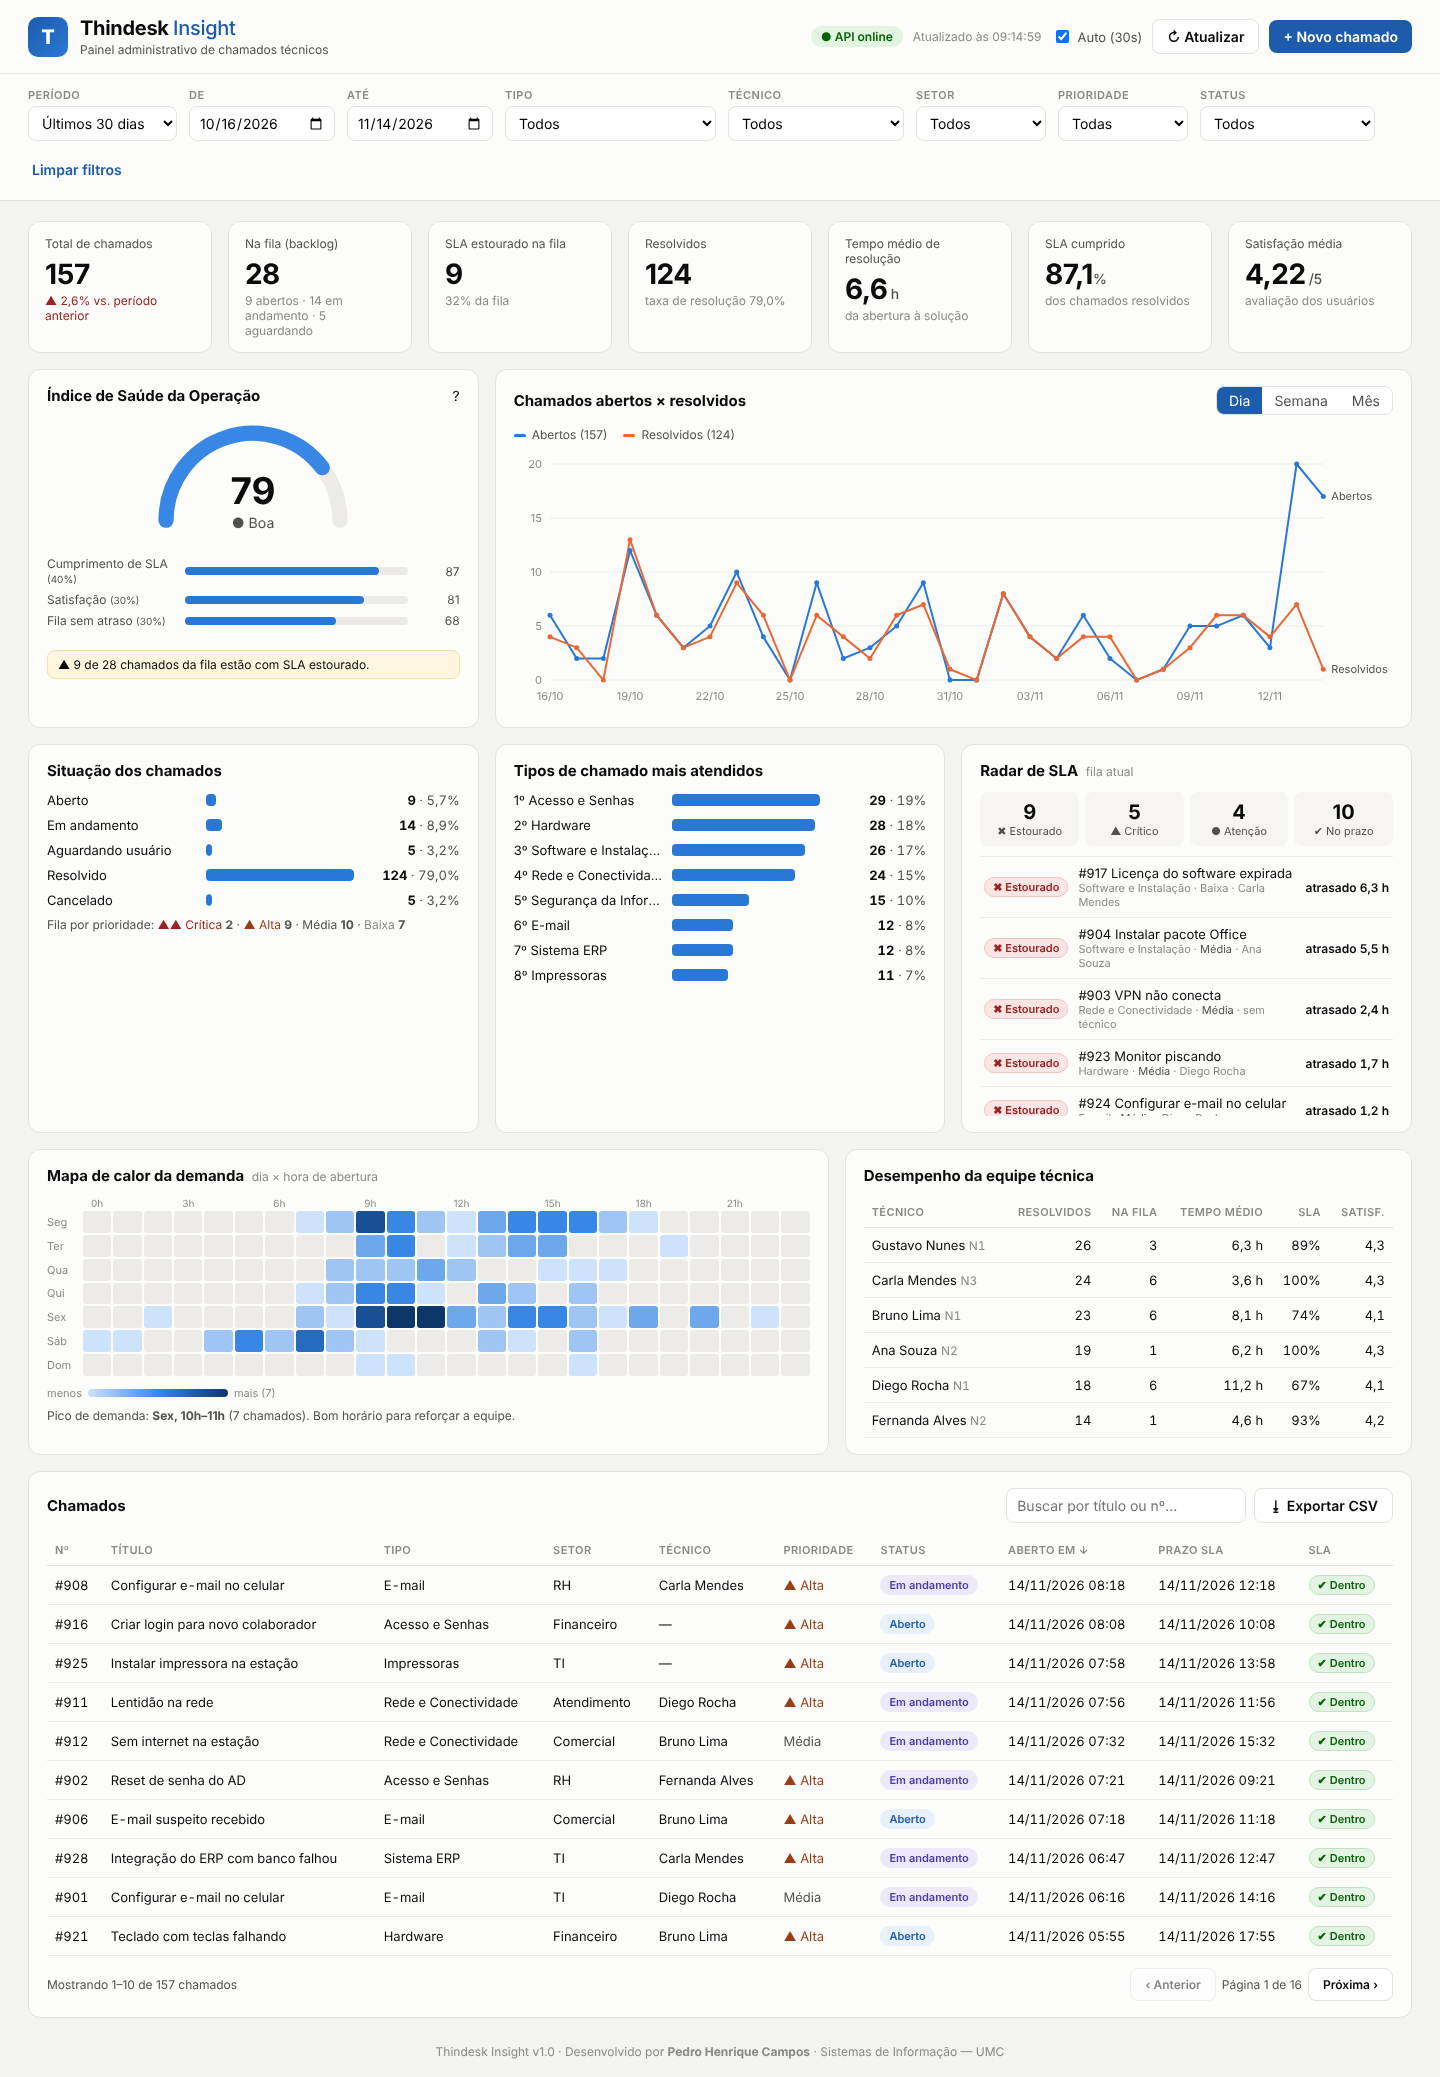 T
Thindesk Insight
Painel administrativo de chamados técnicos
● API online
Atualizado às 09:14:59
Auto (30s)
↻ Atualizar
+ Novo chamado
PERÍODO DE ATÉ TIPO TÉCNICO SETOR PRIORIDADE STATUS
Últimos 30 dias 10/16/2026 11/14/2026 Todos Todos Todos Todas Todos
Limpar filtros
Total de chamados
157
▲ 2,6% vs. período
anterior
Na fila (backlog)
28
9 abertos · 14 em
andamento · 5
aguardando
SLA estourado na fila
9
32% da fila
Resolvidos
124
taxa de resolução 79,0%
Tempo médio de
resolução
6,6 h
da abertura à solução
SLA cumprido
87,1%
dos chamados resolvidos
Satisfação média
4,22 /5
avaliação dos usuários
Índice de Saúde da Operação ?
79
● Boa
Cumprimento de SLA
(40%)
87
Satisfação (30%) 81
Fila sem atraso (30%) 68
▲ 9 de 28 chamados da fila estão com SLA estourado.
Chamados abertos × resolvidos
Dia Semana Mês
Abertos (157) Resolvidos (124)
20
15
10
5
0
Abertos
Resolvidos
16/10 19/10 22/10 25/10 28/10 31/10 03/11 06/11 09/11 12/11
Situação dos chamados
Aberto 9 · 5,7%
Em andamento 14 · 8,9%
Aguardando usuário 5 · 3,2%
Resolvido 124 · 79,0%
Cancelado 5 · 3,2%
Fila por prioridade: ▲▲ Crítica 2 · ▲ Alta 9 · Média 10 · Baixa 7
Tipos de chamado mais atendidos
1º Acesso e Senhas 29 · 19%
2º Hardware 28 · 18%
3º Software e Instalaç... 26 · 17%
4º Rede e Conectivida... 24 · 15%
5º Segurança da Infor... 15 · 10%
6º E-mail 12 · 8%
7º Sistema ERP 12 · 8%
8º Impressoras 11 · 7%
Radar de SLA fila atual
9 5 4 10
✖ Estourado ▲ Crítico ● Atenção ✔ No prazo
✖ Estourado #917 Licença do software expirada atrasado 6,3 h
Software e Instalação · Baixa · Carla
Mendes
✖ Estourado #904 Instalar pacote Office atrasado 5,5 h
Software e Instalação · Média · Ana
Souza
✖ Estourado #903 VPN não conecta atrasado 2,4 h
Rede e Conectividade · Média · sem
técnico
✖ Estourado #923 Monitor piscando atrasado 1,7 h
Hardware · Média · Diego Rocha
✖ Estourado #924 Configurar e-mail no celular atrasado 1,2 h
Mapa de calor da demanda dia × hora de abertura
0h 3h 6h 9h 12h 15h 18h 21h
Seg
Ter
Qua
Qui
Sex
Sáb
Dom
menos mais (7)
Pico de demanda: Sex, 10h–11h (7 chamados). Bom horário para reforçar a equipe.
Desempenho da equipe técnica
TÉCNICO RESOLVIDOS NA FILA TEMPO MÉDIO SLA SATISF.
Gustavo Nunes N1 26 3 6,3 h 89% 4,3
Carla Mendes N3 24 6 3,6 h 100% 4,3
Bruno Lima N1 23 6 8,1 h 74% 4,1
Ana Souza N2 19 1 6,2 h 100% 4,3
Diego Rocha N1 18 6 11,2 h 67% 4,1
Fernanda Alves N2 14 1 4,6 h 93% 4,2
Chamados
Buscar por título ou nº...
⭳ Exportar CSV
Nº TÍTULO TIPO SETOR TÉCNICO PRIORIDADE STATUS ABERTO EM ↓ PRAZO SLA SLA
#908 Configurar e-mail no celular E-mail RH Carla Mendes ▲ Alta Em andamento 14/11/2026 08:18 14/11/2026 12:18 ✔ Dentro
#916 Criar login para novo colaborador Acesso e Senhas Financeiro — ▲ Alta Aberto 14/11/2026 08:08 14/11/2026 10:08 ✔ Dentro
#925 Instalar impressora na estação Impressoras TI — ▲ Alta Aberto 14/11/2026 07:58 14/11/2026 13:58 ✔ Dentro
#911 Lentidão na rede Rede e Conectividade Atendimento Diego Rocha ▲ Alta Em andamento 14/11/2026 07:56 14/11/2026 11:56 ✔ Dentro
#912 Sem internet na estação Rede e Conectividade Comercial Bruno Lima Média Em andamento 14/11/2026 07:32 14/11/2026 15:32 ✔ Dentro
#902 Reset de senha do AD Acesso e Senhas RH Fernanda Alves ▲ Alta Em andamento 14/11/2026 07:21 14/11/2026 09:21 ✔ Dentro
#906 E-mail suspeito recebido E-mail Comercial Bruno Lima ▲ Alta Aberto 14/11/2026 07:18 14/11/2026 11:18 ✔ Dentro
#928 Integração do ERP com banco falhou Sistema ERP TI Carla Mendes ▲ Alta Em andamento 14/11/2026 06:47 14/11/2026 12:47 ✔ Dentro
#901 Configurar e-mail no celular E-mail TI Diego Rocha Média Em andamento 14/11/2026 06:16 14/11/2026 14:16 ✔ Dentro
#921 Teclado com teclas falhando Hardware Financeiro Bruno Lima ▲ Alta Aberto 14/11/2026 05:55 14/11/2026 17:55 ✔ Dentro
Mostrando 1–10 de 157 chamados
‹ Anterior Página 1 de 16 Próxima ›
Thindesk Insight v1.0 · Desenvolvido por Pedro Henrique Campos · Sistemas de Informação — UMC